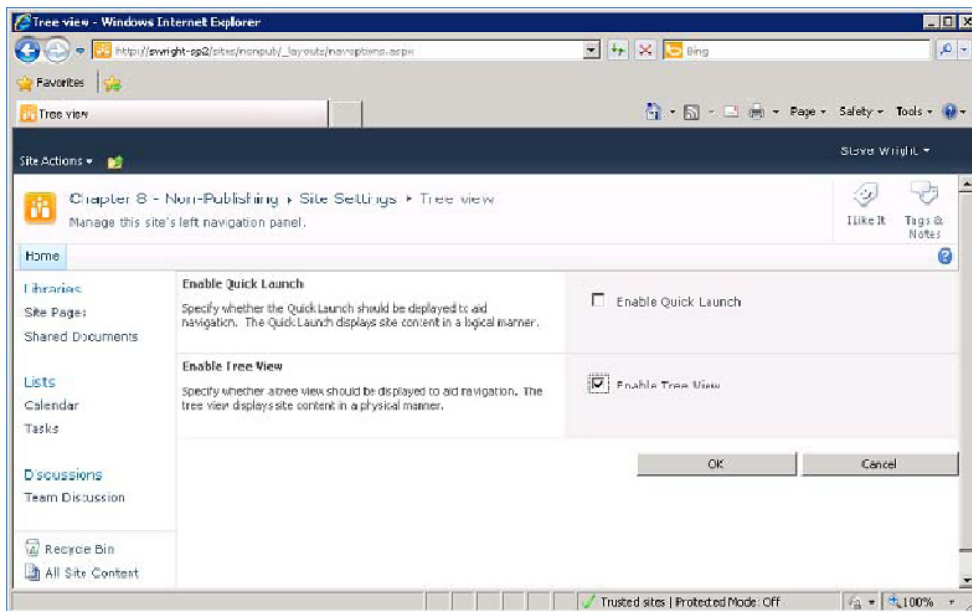 Tree view - Windows Internet Explorer
http://swright-sp2/sites/nonpub/_layouts/navoptions.aspx
Bing
Favorites
Tree view
Page Safety Tools
Site Actions
Steve Wright
Chapter 8 - Non-Publishing Site Settings Tree view
Manage this site's left navigation panel.
I Like It
Tags &
Notes
Home
Libraries
Site Pages
Shared Documents
Lists
Calendar
Tasks
Discussions
Team Discussion
Recycle Bin
All Site Content
Enable Quick Launch
Specify whether the Quick Launch should be displayed to aid
navigation. The Quick Launch displays site content in a logical manner.
Enable Quick Launch
Enable Tree View
Specify whether a tree view should be displayed to aid navigation. The
tree view displays site content in a physical manner.
Enable Tree View
OK
Cancel
Trusted sites | Protected Mode: Off
100%